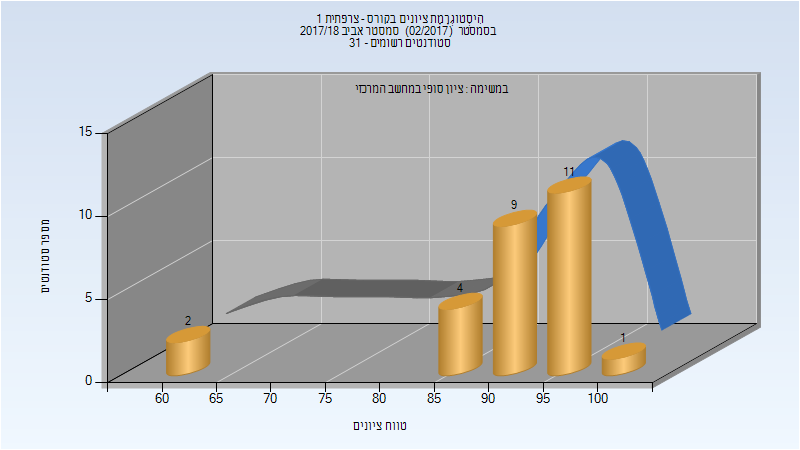 היסטוגרמת ציונים בקורס - צרפתית 1
בסמסטר (02/2017) סמסטר אביב 2017/18
סטודנטים רשומים - 31
במשימה : ציון סופי במחשב המרכזי
15
10
5
0
מספר סטודנטים
2
4
9
11
1
60 65 70 75 80 85 90 95 100
טווח ציונים